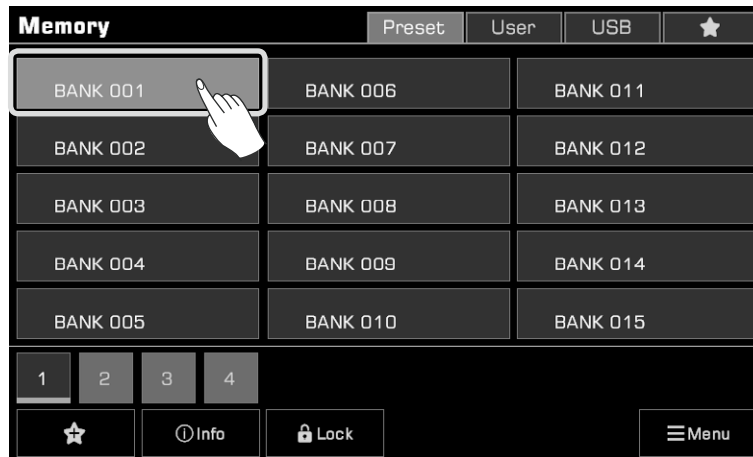 Memory Preset User USB
BANK 001 BANK 006 BANK 011
BANK 002 BANK 007 BANK 012
BANK 003 BANK 008 BANK 013
BANK 004 BANK 009 BANK 014
BANK 005 BANK 010 BANK 015
1 2 3 4
Info Lock Menu